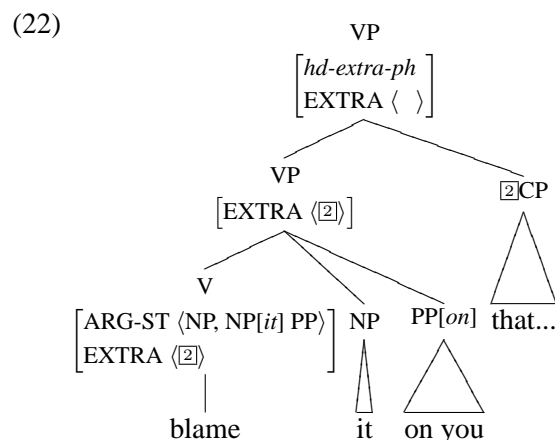 (22)
VP
hd-extra-ph
EXTRA ⟨ ⟩
VP
[EXTRA ⟨2⟩]
2CP
V
ARG-ST ⟨NP, NP[it] PP⟩
EXTRA ⟨2⟩
NP
PP[on]
that...
blame
it
on you